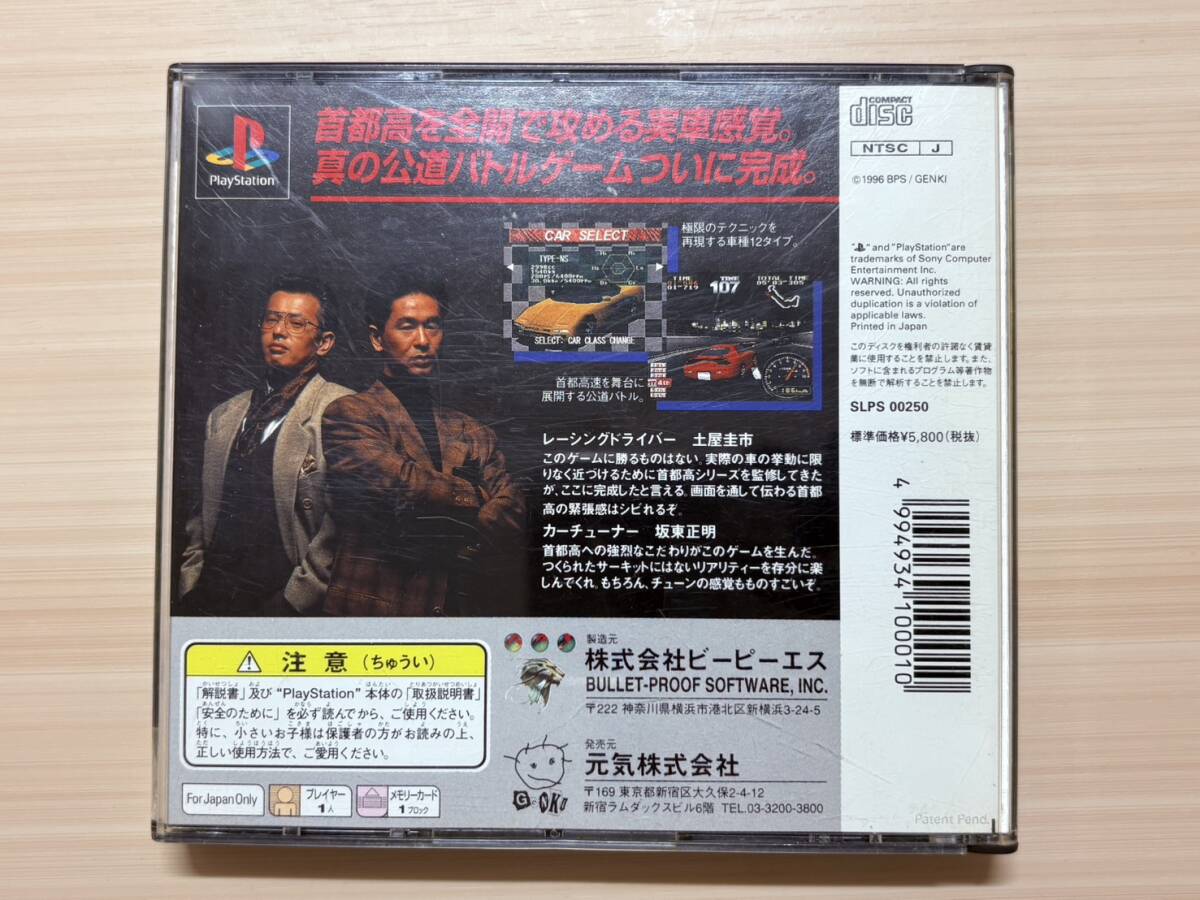 PlayStation
首都高を全開で攻める実車感覚。
真の公道バトルゲームついに完成。
CAR SELECT
TYPE-NS
SELECT: CAR CLASS CHANGE
極限のテクニックを
再現する車種12タイプ。
TIME
107
TOTAL TIME
首都高速を舞台に
展開する公道バトル。
レーシングドライバー 土屋圭市
このゲームに勝るものはない。実際の車の挙動に限
りなく近づけるために首都高シリーズを監修してきた
が、ここに完成したと言える。画面を通して伝わる首都
高の緊張感はシビれるぞ。
カーチューナー 坂東正明
首都高への強烈なこだわりがこのゲームを生んだ。
つくられたサーキットにはないリアリティーを存分に楽
しんでくれ。もちろん、チューンの感覚もものすごいぞ。
COMPACT
disc
NTSC J
©1996 BPS / GENKI
"PS" and "PlayStation" are
trademarks of Sony Computer
Entertainment Inc.
WARNING: All rights
reserved. Unauthorized
duplication is a violation of
applicable laws.
Printed in Japan
このディスクを権利者の許諾なく賃貸
業に使用することを禁止します。また、
ソフトに含まれるプログラム等著作物
を無断で解析することを禁止します。
SLPS 00250
標準価格¥5,800(税抜)
4 994934 100010
注意(ちゅうい)
「解説書」及び“PlayStation”本体の「取扱説明書」
「安全のために」を必ず読んでから、ご使用ください。
特に、小さいお子様は保護者の方がお読みの上、
正しい使用方法で、ご愛用ください。
For Japan Only
プレイヤー
1人
メモリーカード
1ブロック
製造元
株式会社ビーピーエス
BULLET-PROOF SOFTWARE, INC.
〒222 神奈川県横浜市港北区新横浜3-24-5
発売元
元気株式会社
〒169 東京都新宿区大久保2-4-12
新宿ラムダックスビル6階 TEL.03-3200-3800
Patent Pend.